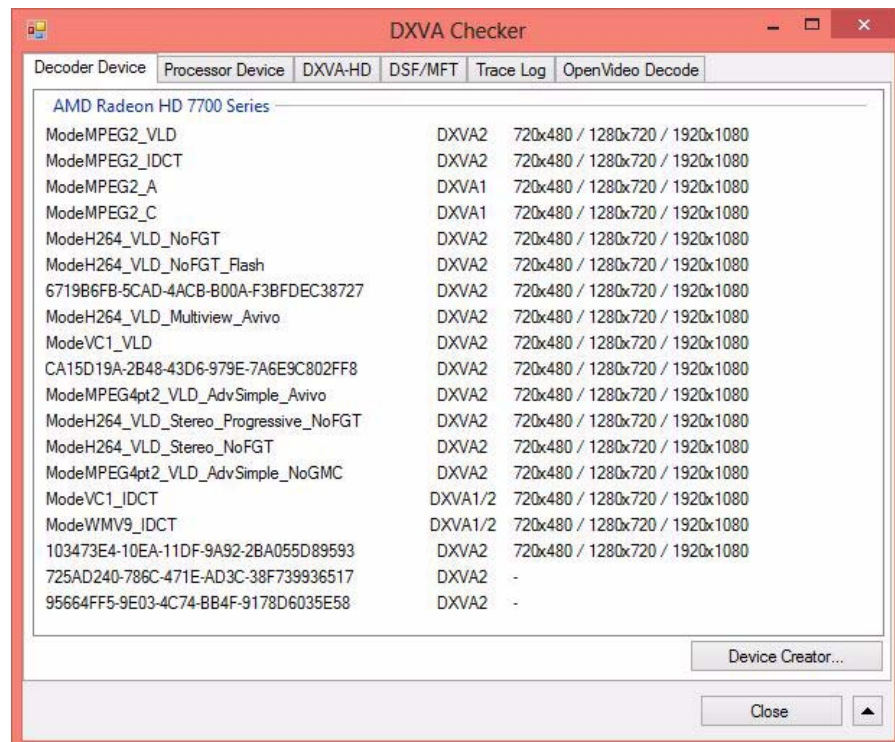 DXVA Checker
Decoder Device Processor Device DXVA-HD DSF/MFT Trace Log OpenVideo Decode
AMD Radeon HD 7700 Series
ModeMPEG2_VLD DXVA2 720x480 / 1280x720 / 1920x1080
ModeMPEG2_IDCT DXVA2 720x480 / 1280x720 / 1920x1080
ModeMPEG2_A DXVA1 720x480 / 1280x720 / 1920x1080
ModeMPEG2_C DXVA1 720x480 / 1280x720 / 1920x1080
ModeH264_VLD_NoFGT DXVA2 720x480 / 1280x720 / 1920x1080
ModeH264_VLD_NoFGT_Flash DXVA2 720x480 / 1280x720 / 1920x1080
6719B6FB-5CAD-4ACB-B00A-F3BFDEC38727 DXVA2 720x480 / 1280x720 / 1920x1080
ModeH264_VLD_Multiview_Avivo DXVA2 720x480 / 1280x720 / 1920x1080
ModeVC1_VLD DXVA2 720x480 / 1280x720 / 1920x1080
CA15D19A-2B48-43D6-979E-7A6E9C802FF8 DXVA2 720x480 / 1280x720 / 1920x1080
ModeMPEG4pt2_VLD_AdvSimple_Avivo DXVA2 720x480 / 1280x720 / 1920x1080
ModeH264_VLD_Stereo_Progressive_NoFGT DXVA2 720x480 / 1280x720 / 1920x1080
ModeH264_VLD_Stereo_NoFGT DXVA2 720x480 / 1280x720 / 1920x1080
ModeMPEG4pt2_VLD_AdvSimple_NoGMC DXVA2 720x480 / 1280x720 / 1920x1080
ModeVC1_IDCT DXVA1/2 720x480 / 1280x720 / 1920x1080
ModeWMV9_IDCT DXVA1/2 720x480 / 1280x720 / 1920x1080
103473E4-10EA-11DF-9A92-2BA055D89593 DXVA2 720x480 / 1280x720 / 1920x1080
725AD240-786C-471E-AD3C-38F739936517 DXVA2 -
95664FF5-9E03-4C74-BB4F-9178D6035E58 DXVA2 -
Device Creator...
Close